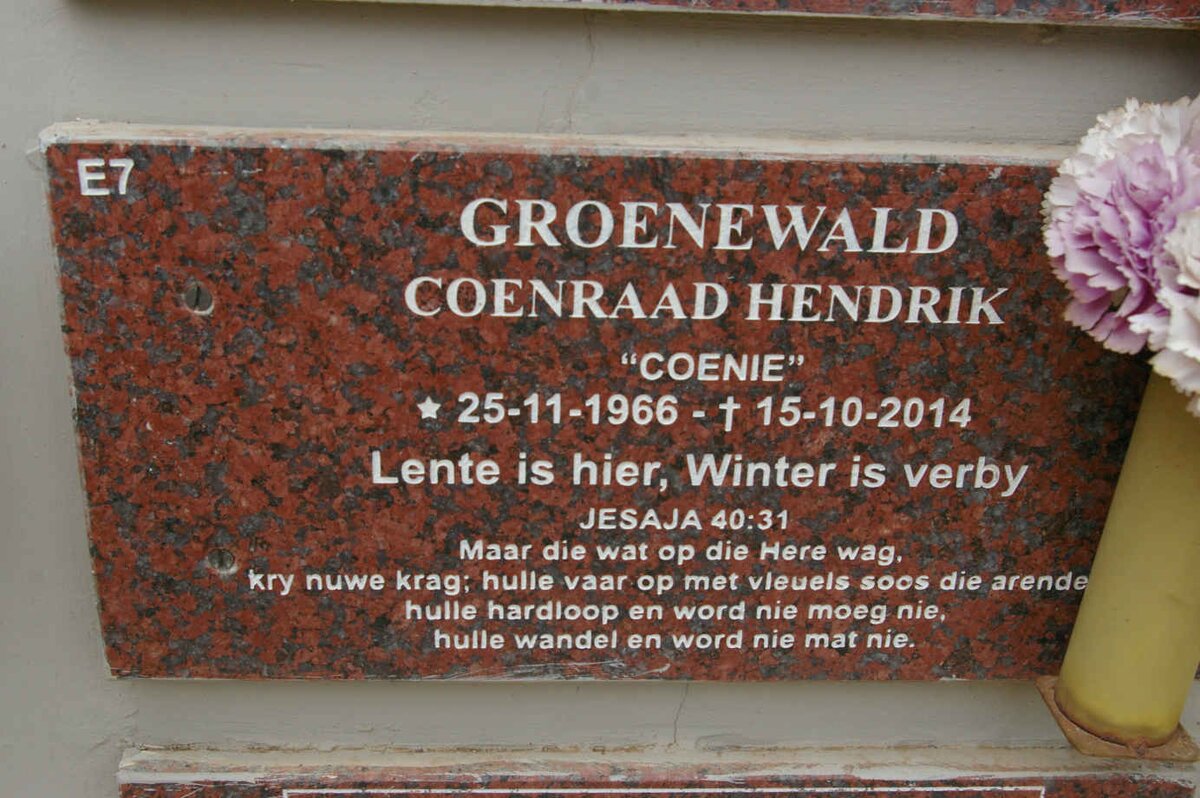 E7
GROENEWALD
COENRAAD HENDRIK
“COENIE”
★ 25-11-1966 - † 15-10-2014
Lente is hier, Winter is verby
JESAJA 40:31
Maar die wat op die Here wag,
kry nuwe krag; hulle vaar op met vleuels soos die arende
hulle hardloop en word nie moeg nie,
hulle wandel en word nie mat nie.